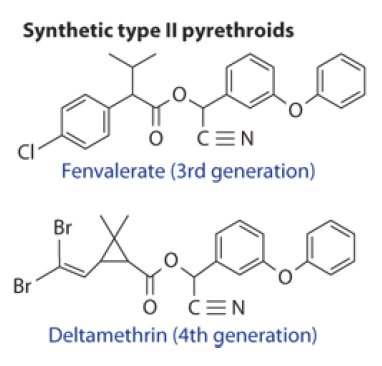 Synthetic type II pyrethroids
O
O
O
C≡N
Cl
Fenvalerate (3rd generation)
Br
Br
O
O
O
C≡N
Deltamethrin (4th generation)